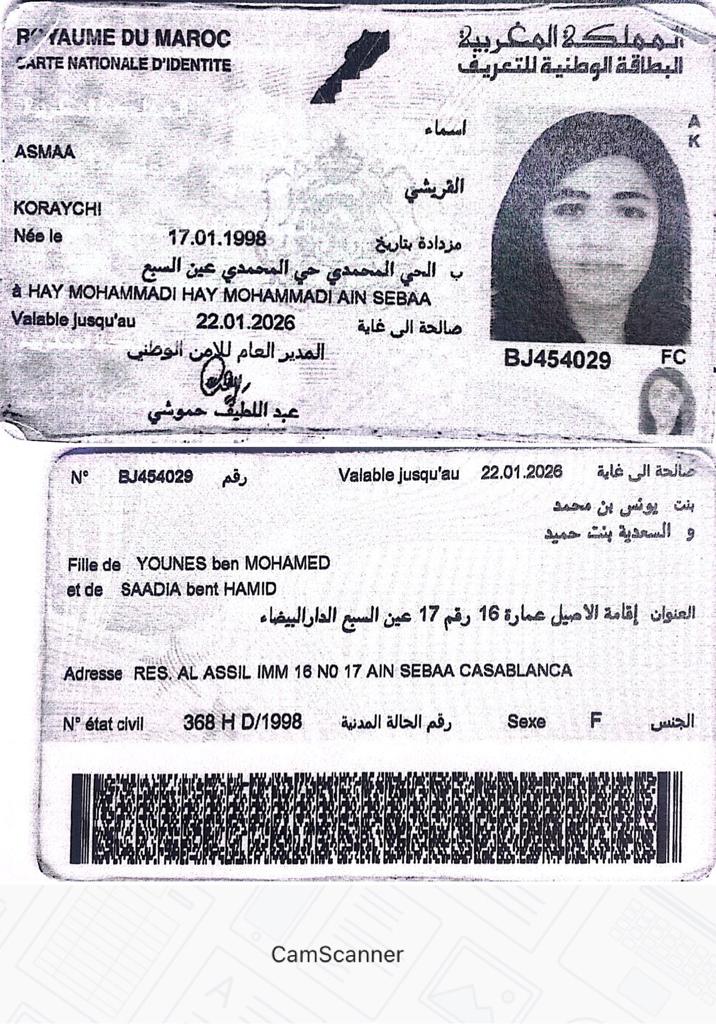 ROYAUME DU MAROC
المملكة المغربية
CARTE NATIONALE D'IDENTITE
البطاقة الوطنية للتعريف
اسماء
ASMAA
القريشي
KORAYCHI
Née le 17.01.1998 مزدادة بتاريخ
ب الحي المحمدي حي المحمدي عين السبع
à HAY MOHAMMADI HAY MOHAMMADI AIN SEBAA
Valable jusqu'au 22.01.2026 صالحة الى غاية
المدير العام للامن الوطني
عبد اللطيف حموشي
A
K
BJ454029 FC
N° BJ454029 رقم Valable jusqu'au 22.01.2026 صالحة الى غاية
بنت يونس بن محمد
و السعدية بنت حميد
Fille de YOUNES ben MOHAMED
et de SAADIA bent HAMID
العنوان إقامة الاصيل عمارة 16 رقم 17 عين السبع الدارالبيضاء
Adresse RES. AL ASSIL IMM 16 N0 17 AIN SEBAA CASABLANCA
N° état civil 368 H D/1998 رقم الحالة المدنية Sexe F الجنس
CamScanner